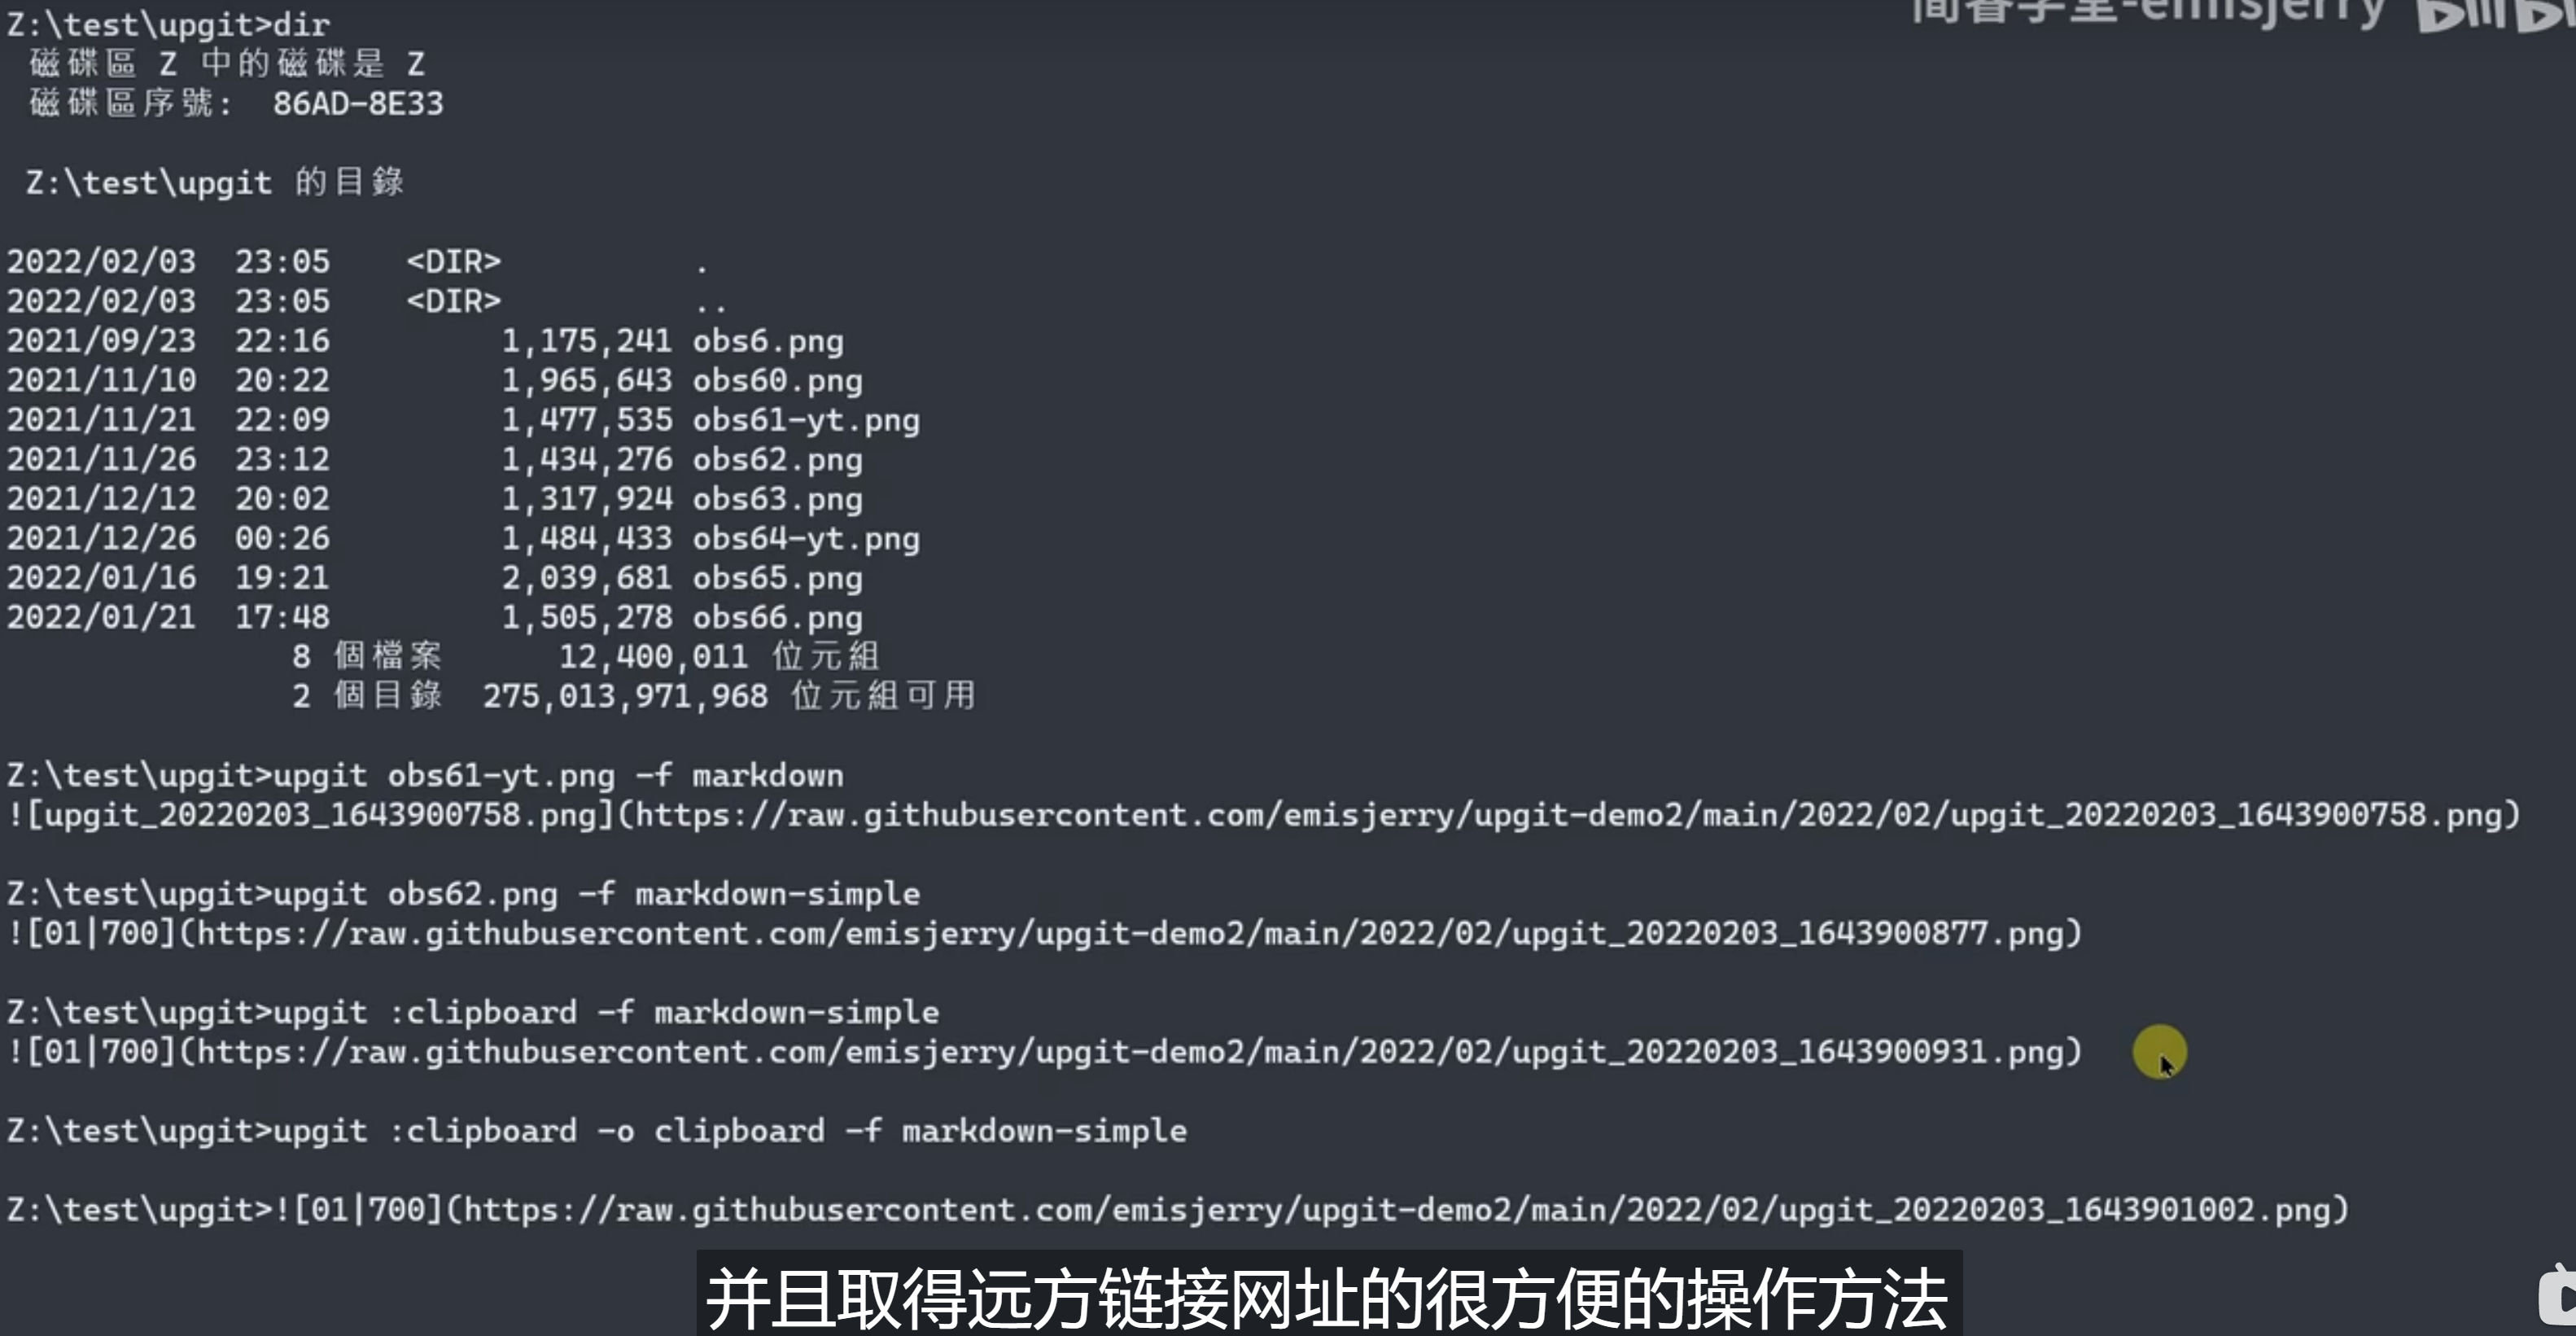 Z:\test\upgit>dir
簡睿学堂-emisjerry
磁碟區 Z 中的磁碟是 Z
磁碟區序號: 86AD-8E33
Z:\test\upgit 的目錄
2022/02/03 23:05 <DIR> .
2022/02/03 23:05 <DIR> ..
2021/09/23 22:16 1,175,241 obs6.png
2021/11/10 20:22 1,965,643 obs60.png
2021/11/21 22:09 1,477,535 obs61-yt.png
2021/11/26 23:12 1,434,276 obs62.png
2021/12/12 20:02 1,317,924 obs63.png
2021/12/26 00:26 1,484,433 obs64-yt.png
2022/01/16 19:21 2,039,681 obs65.png
2022/01/21 17:48 1,505,278 obs66.png
8 個檔案 12,400,011 位元組
2 個目錄 275,013,971,968 位元組可用
Z:\test\upgit>upgit obs61-yt.png -f markdown
![upgit_20220203_1643900758.png](https://raw.githubusercontent.com/emisjerry/upgit-demo2/main/2022/02/upgit_20220203_1643900758.png)
Z:\test\upgit>upgit obs62.png -f markdown-simple
![01|700](https://raw.githubusercontent.com/emisjerry/upgit-demo2/main/2022/02/upgit_20220203_1643900877.png)
Z:\test\upgit>upgit :clipboard -f markdown-simple
![01|700](https://raw.githubusercontent.com/emisjerry/upgit-demo2/main/2022/02/upgit_20220203_1643900931.png)
Z:\test\upgit>upgit :clipboard -o clipboard -f markdown-simple
Z:\test\upgit>![01|700](https://raw.githubusercontent.com/emisjerry/upgit-demo2/main/2022/02/upgit_20220203_1643901002.png)
并且取得远方链接网址的很方便的操作方法